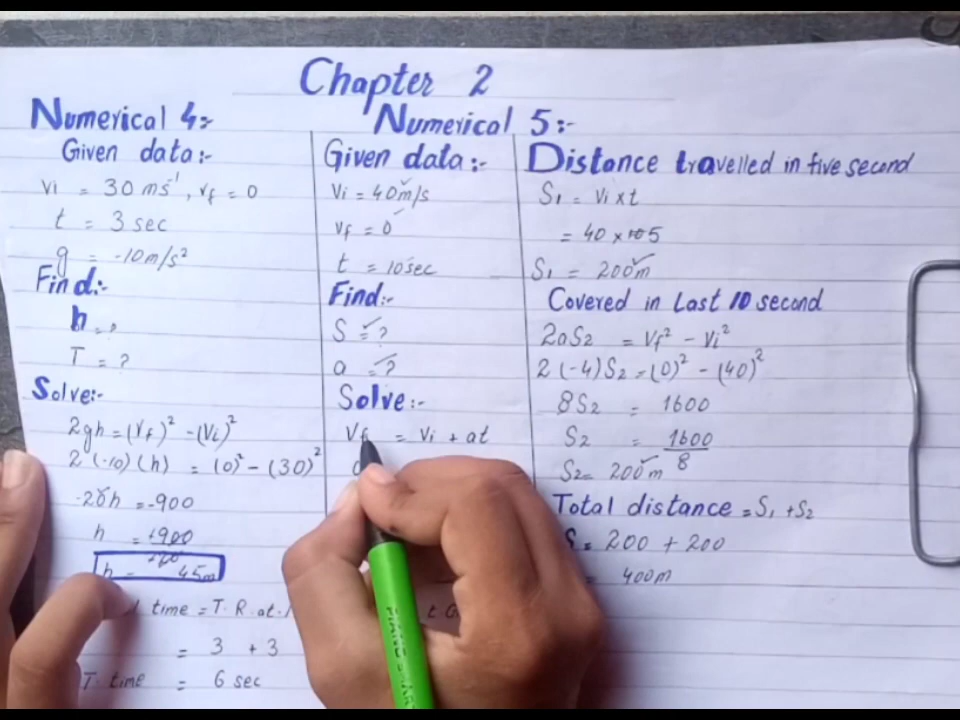 Chapter 2
Numerical 4:-
Given data:-
Vi = 30 ms⁻¹, Vf = 0
t = 3 sec
g = -10m/s²
Find:-
h = ?
T = ?
Solve:-
2gh = (Vf)² - (Vi)²
2 (-10) (h) = (0)² - (30)²
-20h = -900
h = +900
+20
h = 45m
time = T. R. at.
= 3 + 3
T. time = 6 sec
Numerical 5:-
Given data:-
Vi = 40m/s
Vf = 0
t = 10sec
Find:-
S = ?
a = ?
Solve:-
Vf = Vi + at
Distance travelled in five second
S₁ = Vi x t
= 40 x 5
S₁ = 200m
Covered in Last 10 second
2aS₂ = Vf² - Vi²
2 (-4) S₂ = (0)² - (40)²
8S₂ = 1600
S₂ = 1600
8
S₂ = 200m
Total distance = S₁ + S₂
S = 200 + 200
= 400m